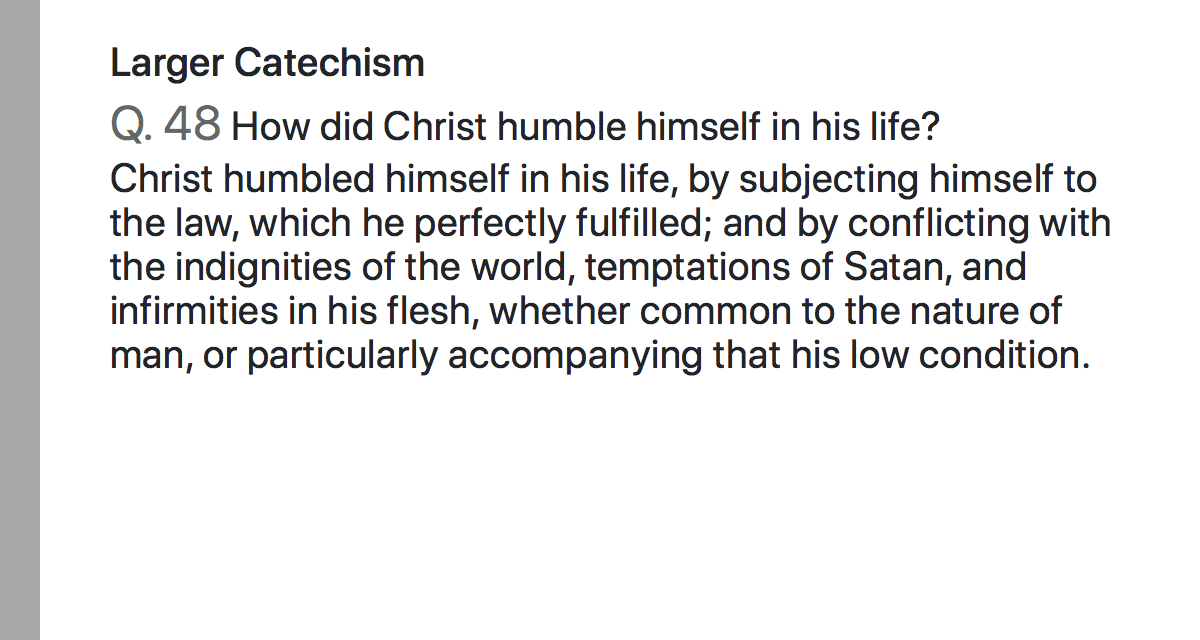 Larger Catechism
Q. 48 How did Christ humble himself in his life?
Christ humbled himself in his life, by subjecting himself to
the law, which he perfectly fulfilled; and by conflicting with
the indignities of the world, temptations of Satan, and
infirmities in his flesh, whether common to the nature of
man, or particularly accompanying that his low condition.